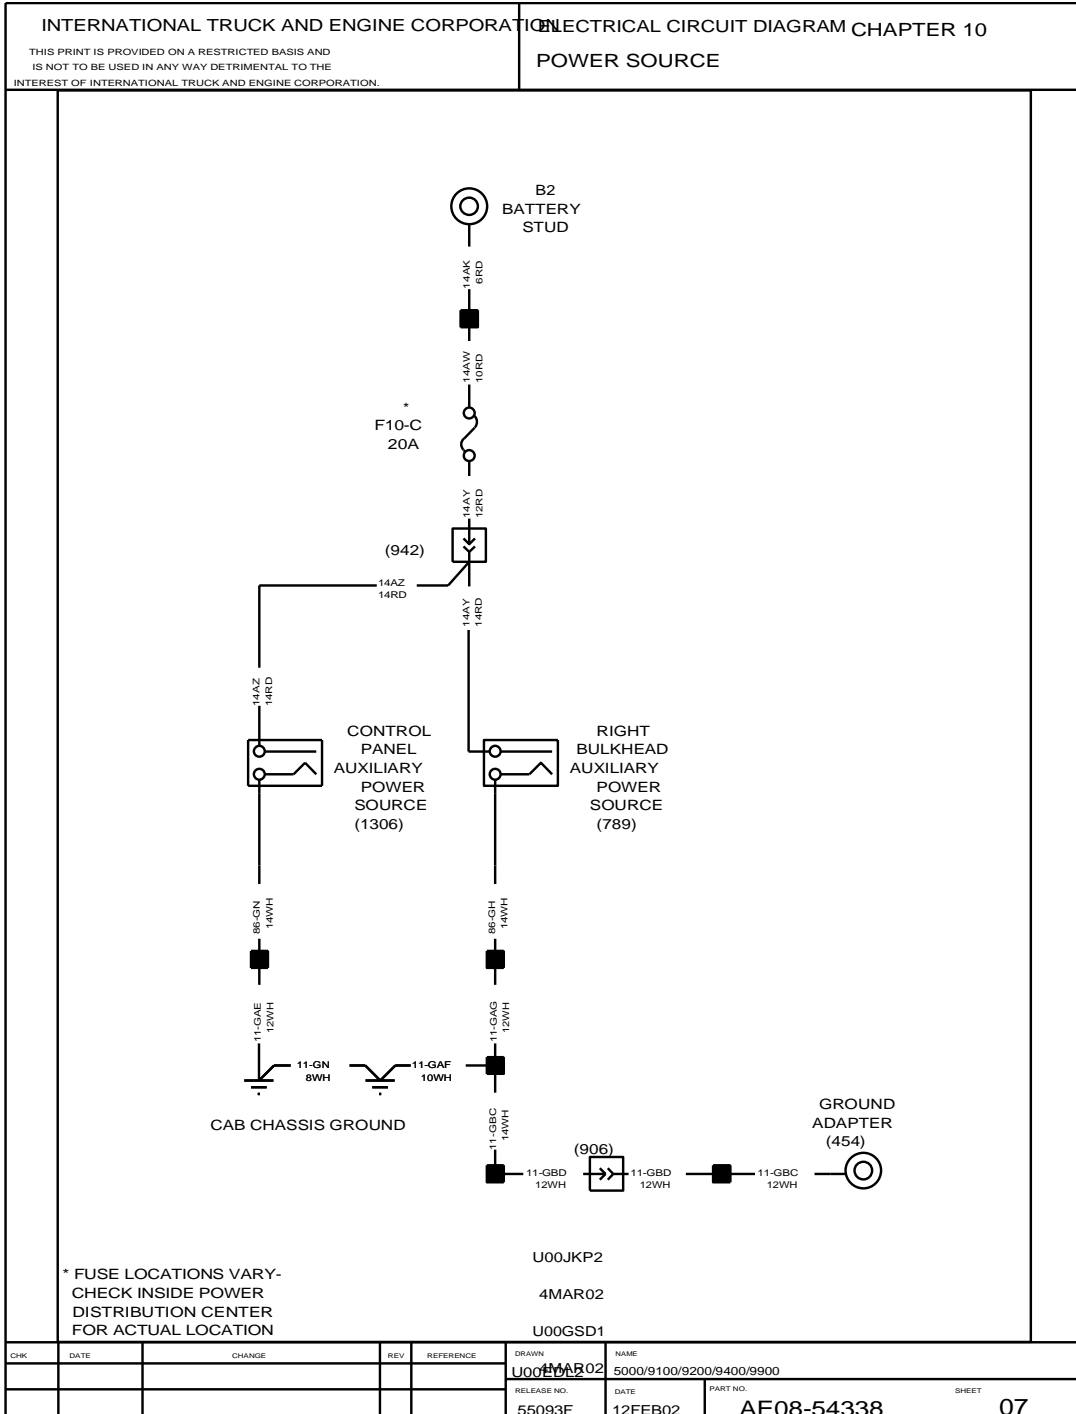 INTERNATIONAL TRUCK AND ENGINE CORPORATION
THIS PRINT IS PROVIDED ON A RESTRICTED BASIS AND
IS NOT TO BE USED IN ANY WAY DETRIMENTAL TO THE
INTEREST OF INTERNATIONAL TRUCK AND ENGINE CORPORATION.
ELECTRICAL CIRCUIT DIAGRAM CHAPTER 10
POWER SOURCE
B2
BATTERY
STUD
14AK
6RD
14AW
10RD
*
F10-C
20A
14AY
12RD
(942)
14AZ
14RD
14AY
14RD
14AZ
14RD
CONTROL
PANEL
AUXILIARY
POWER
SOURCE
(1306)
RIGHT
BULKHEAD
AUXILIARY
POWER
SOURCE
(789)
86-GN
14WH
86-GH
14WH
11-GAE
12WH
11-GAG
12WH
11-GN
8WH
11-GAF
10WH
CAB CHASSIS GROUND
11-GBC
14WH
GROUND
ADAPTER
(454)
(906)
11-GBD
12WH
11-GBD
12WH
11-GBC
12WH
* FUSE LOCATIONS VARY-
CHECK INSIDE POWER
DISTRIBUTION CENTER
FOR ACTUAL LOCATION
U00JKP2
4MAR02
U00GSD1
4MAR02
CHK DATE CHANGE REV REFERENCE
DRAWN
U00EDL2
NAME
5000/9100/9200/9400/9900
RELEASE NO.
55093F
DATE
12FEB02
PART NO.
AE08-54338
SHEET
07